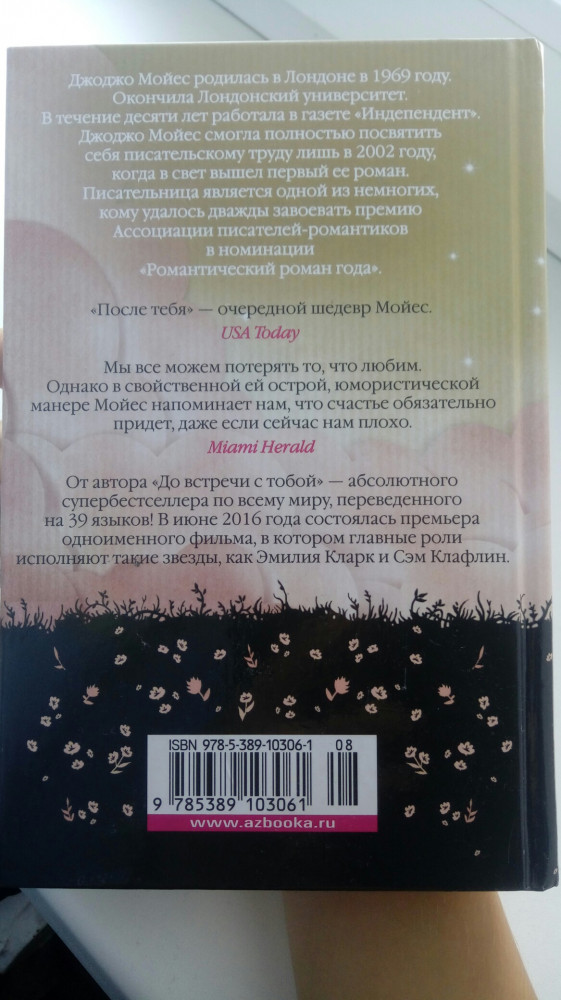 Джоджо Мойес родилась в Лондоне в 1969 году.
Окончила Лондонский университет.
В течение десяти лет работала в газете «Индепендент».
Джоджо Мойес смогла полностью посвятить
себя писательскому труду лишь в 2002 году,
когда в свет вышел первый ее роман.
Писательница является одной из немногих,
кому удалось дважды завоевать премию
Ассоциации писателей-романтиков
в номинации
«Романтический роман года».
«После тебя» — очередной шедевр Мойес.
USA Today
Мы все можем потерять то, что любим.
Однако в свойственной ей острой, юмористической
манере Мойес напоминает нам, что счастье обязательно
придет, даже если сейчас нам плохо.
Miami Herald
От автора «До встречи с тобой» — абсолютного
супербестселлера по всему миру, переведенного
на 39 языков! В июне 2016 года состоялась премьера
одноименного фильма, в котором главные роли
исполняют такие звезды, как Эмилия Кларк и Сэм Клафлин.
ISBN 978-5-389-10306-1 08
9 785389 103061
www.azbooka.ru